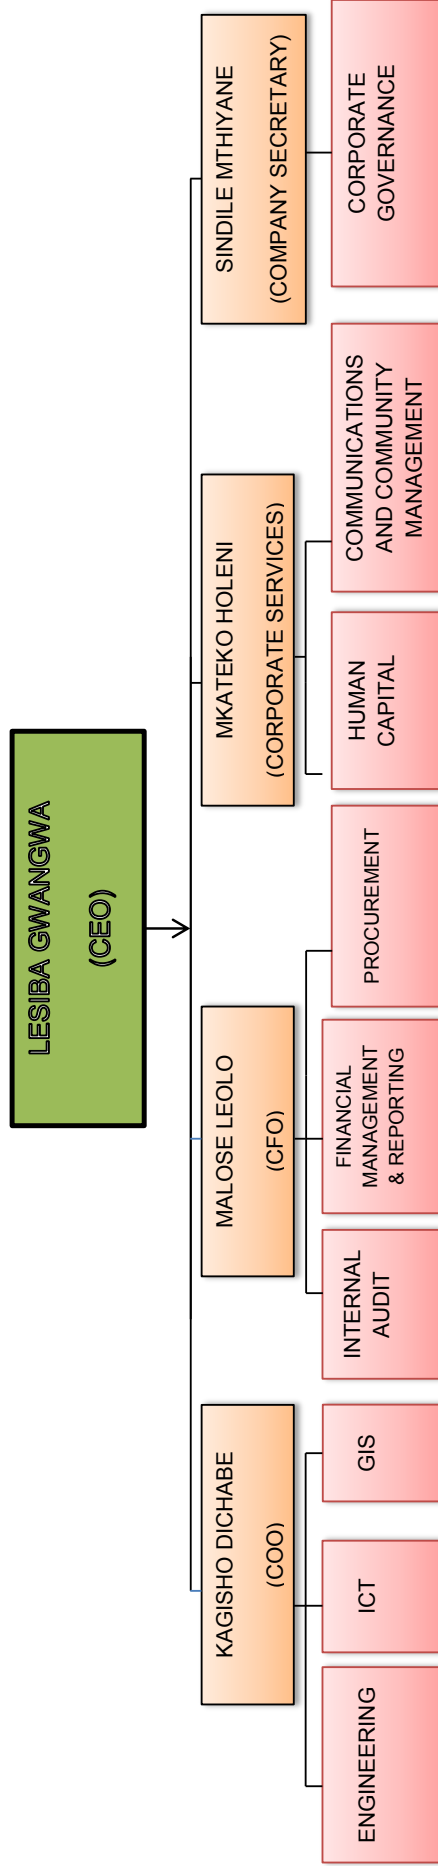 LESIBA GWANGWA
(CEO)
KAGISHO DICHABE
(COO)
MALOSE LEOLO
(CFO)
MKATEKO HOLENI
(CORPORATE SERVICES)
SINDILE MTHIYANE
(COMPANY SECRETARY)
ENGINEERING
ICT
GIS
INTERNAL
AUDIT
FINANCIAL
MANAGEMENT
& REPORTING
PROCUREMENT
HUMAN
CAPITAL
COMMUNICATIONS
AND COMMUNITY
MANAGEMENT
CORPORATE
GOVERNANCE